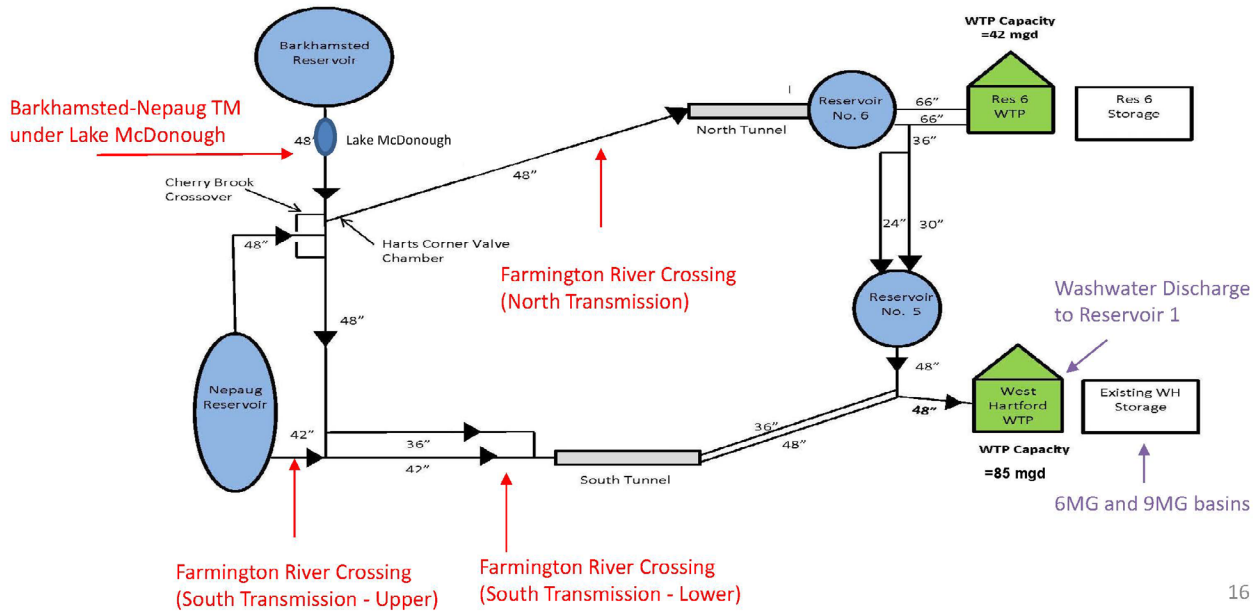 WTP Capacity
=42 mgd
Barkhamsted
Reservoir
Barkhamsted-Nepaug TM
under Lake McDonough
48"
Lake McDonough
North Tunnel
Reservoir
No. 6
66"
66"
36"
Res 6
WTP
Res 6
Storage
Cherry Brook
Crossover
48"
48"
Harts Corner Valve
Chamber
24"
30"
Farmington River Crossing
(North Transmission)
Reservoir
No. 5
Washwater Discharge
to Reservoir 1
48"
Nepaug
Reservoir
48"
48"
West
Hartford
WTP
Existing WH
Storage
42"
36"
42"
36"
48"
South Tunnel
WTP Capacity
=85 mgd
6MG and 9MG basins
Farmington River Crossing
(South Transmission - Upper)
Farmington River Crossing
(South Transmission - Lower)
16